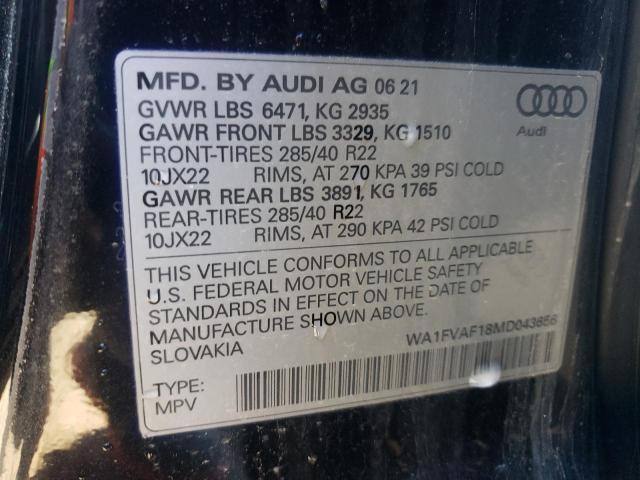 MFD. BY AUDI AG 06 21
GVWR LBS 6471, KG 2935
GAWR FRONT LBS 3329, KG 1510
FRONT-TIRES 285/40 R22
10JX22 RIMS, AT 270 KPA 39 PSI COLD
GAWR REAR LBS 3891, KG 1765
REAR-TIRES 285/40 R22
10JX22 RIMS, AT 290 KPA 42 PSI COLD
Audi
THIS VEHICLE CONFORMS TO ALL APPLICABLE
U.S. FEDERAL MOTOR VEHICLE SAFETY
STANDARDS IN EFFECT ON THE DATE OF
MANUFACTURE SHOWN ABOVE.
SLOVAKIA
WA1FVAF18MD043656
TYPE:
MPV